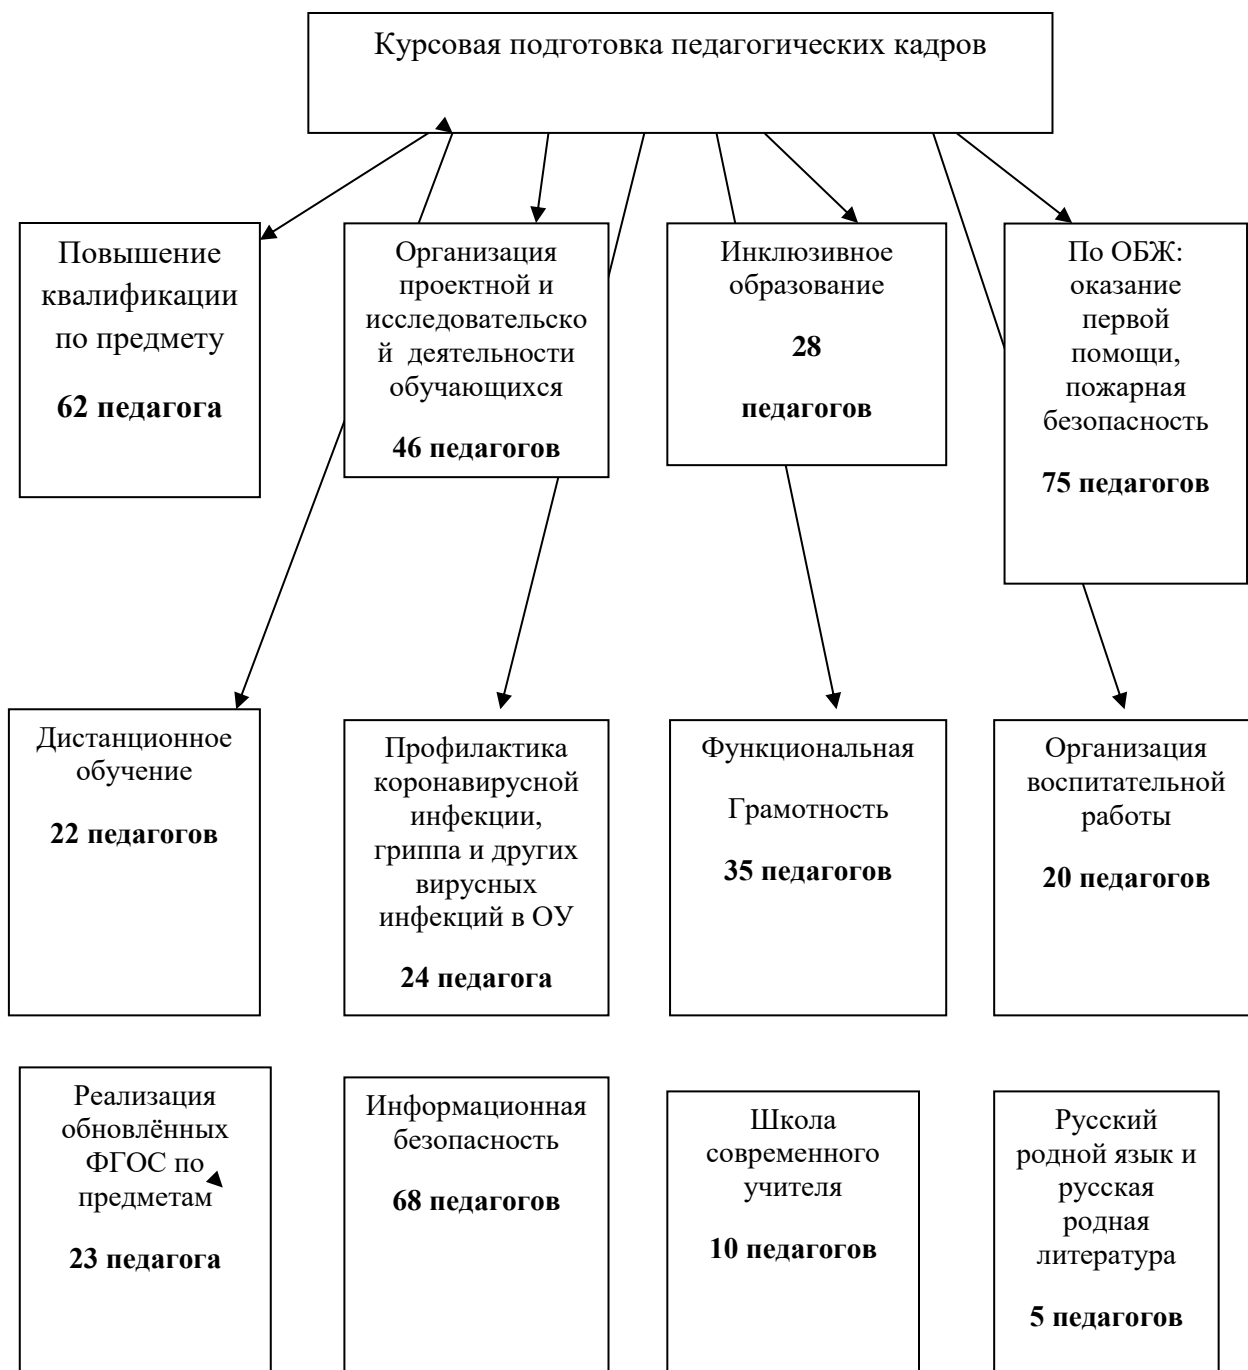 Курсовая подготовка педагогических кадров
Повышение
квалификации
по предмету
62 педагога
Организация
проектной и
исследовательско
й деятельности
обучающихся
46 педагогов
Инклюзивное
образование
28
педагогов
По ОБЖ:
оказание
первой
помощи,
пожарная
безопасность
75 педагогов
Дистанционное
обучение
22 педагогов
Профилактика
коронавирусной
инфекции,
гриппа и других
вирусных
инфекций в ОУ
24 педагога
Функциональная
Грамотность
35 педагогов
Организация
воспитательной
работы
20 педагогов
Реализация
обновлённых
ФГОС по
предметам
23 педагога
Информационная
безопасность
68 педагогов
Школа
современного
учителя
10 педагогов
Русский
родной язык и
русская
родная
литература
5 педагогов